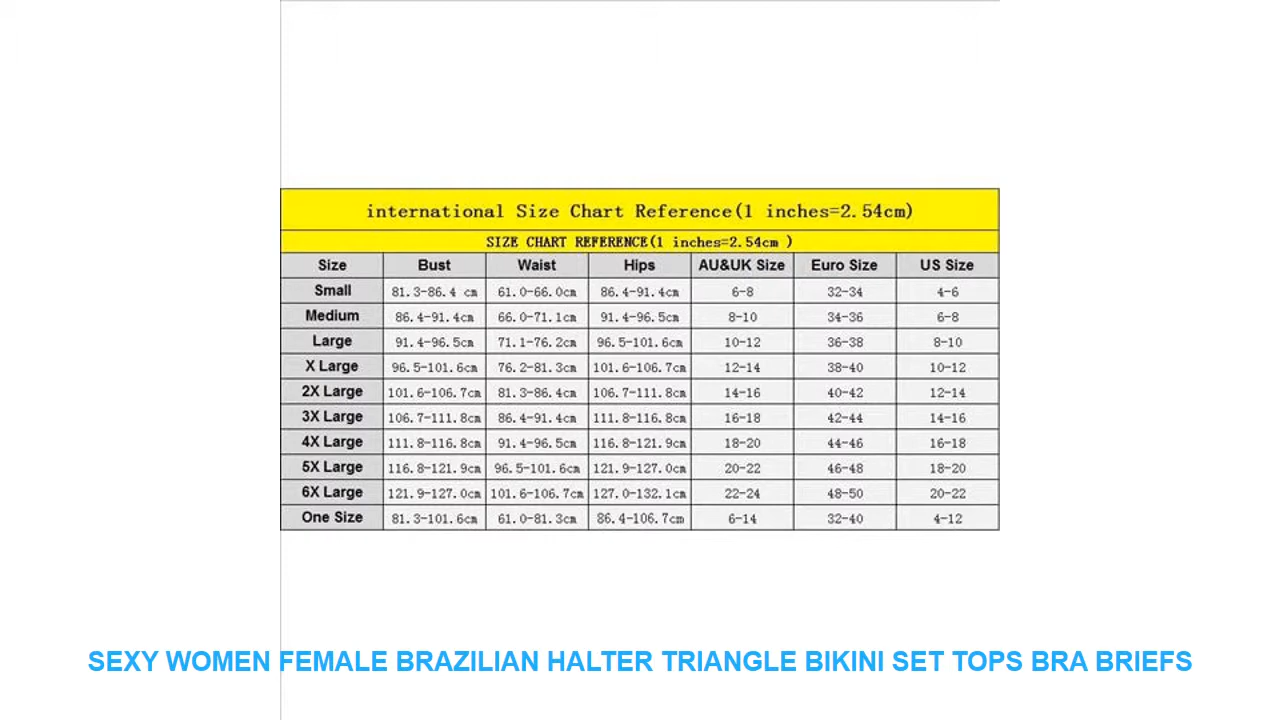 international Size Chart Reference(1 inches=2.54cm)
SIZE CHART REFERENCE(1 inches=2.54cm )
Size Bust Waist Hips AU&UK Size Euro Size US Size
Small 81.3-86.4 cm 61.0-66.0cm 86.4-91.4cm 6-8 32-34 4-6
Medium 86.4-91.4cm 66.0-71.1cm 91.4-96.5cm 8-10 34-36 6-8
Large 91.4-96.5cm 71.1-76.2cm 96.5-101.6cm 10-12 36-38 8-10
X Large 96.5-101.6cm 76.2-81.3cm 101.6-106.7cm 12-14 38-40 10-12
2X Large 101.6-106.7cm 81.3-86.4cm 106.7-111.8cm 14-16 40-42 12-14
3X Large 106.7-111.8cm 86.4-91.4cm 111.8-116.8cm 16-18 42-44 14-16
4X Large 111.8-116.8cm 91.4-96.5cm 116.8-121.9cm 18-20 44-46 16-18
5X Large 116.8-121.9cm 96.5-101.6cm 121.9-127.0cm 20-22 46-48 18-20
6X Large 121.9-127.0cm 101.6-106.7cm 127.0-132.1cm 22-24 48-50 20-22
One Size 81.3-101.6cm 61.0-81.3cm 86.4-106.7cm 6-14 32-40 4-12
SEXY WOMEN FEMALE BRAZILIAN HALTER TRIANGLE BIKINI SET TOPS BRA BRIEFS